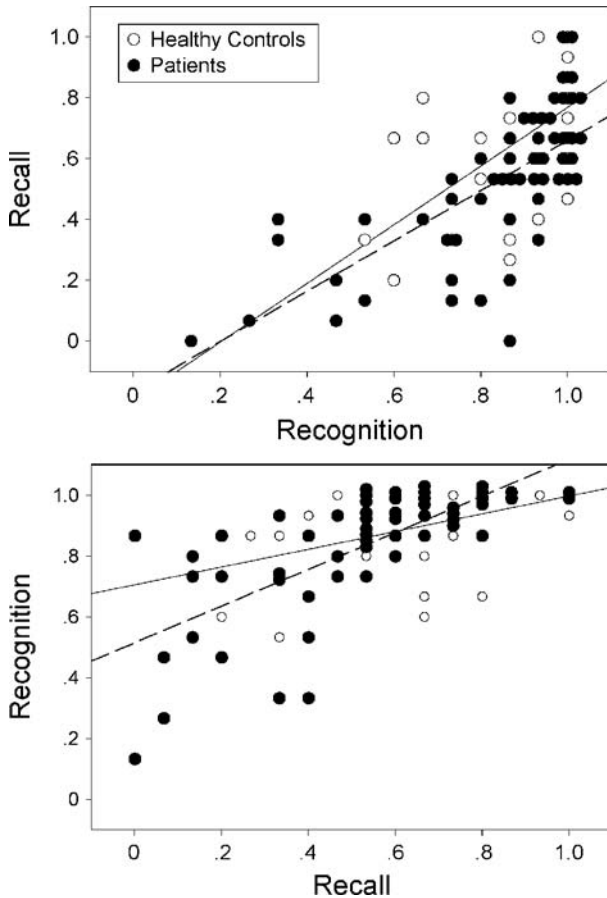 1.0
.8
.6
.4
.2
0
Recall
Healthy Controls
Patients
0 .2 .4 .6 .8 1.0
Recognition
1.0
.8
.6
.4
.2
0
Recognition
0 .2 .4 .6 .8 1.0
Recall